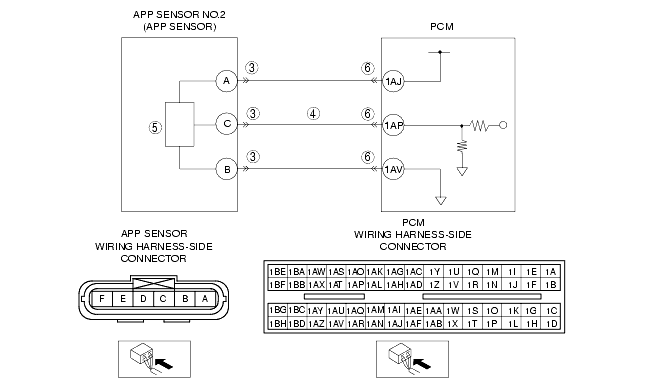 APP SENSOR NO.2
(APP SENSOR)
PCM
A
3
6
1AJ
5
C
3
4
6
1AP
B
3
6
1AV
APP SENSOR
WIRING HARNESS-SIDE
CONNECTOR
PCM
WIRING HARNESS-SIDE
CONNECTOR
F E D C B A
1BE 1BA 1AW 1AS 1AO 1AK 1AG 1AC 1Y 1U 1Q 1M 1I 1E 1A
1BF 1BB 1AX 1AT 1AP 1AL 1AH 1AD 1Z 1V 1R 1N 1J 1F 1B
1BG 1BC 1AY 1AU 1AQ 1AM 1AI 1AE 1AA 1W 1S 1O 1K 1G 1C
1BH 1BD 1AZ 1AV 1AR 1AN 1AJ 1AF 1AB 1X 1T 1P 1L 1H 1D